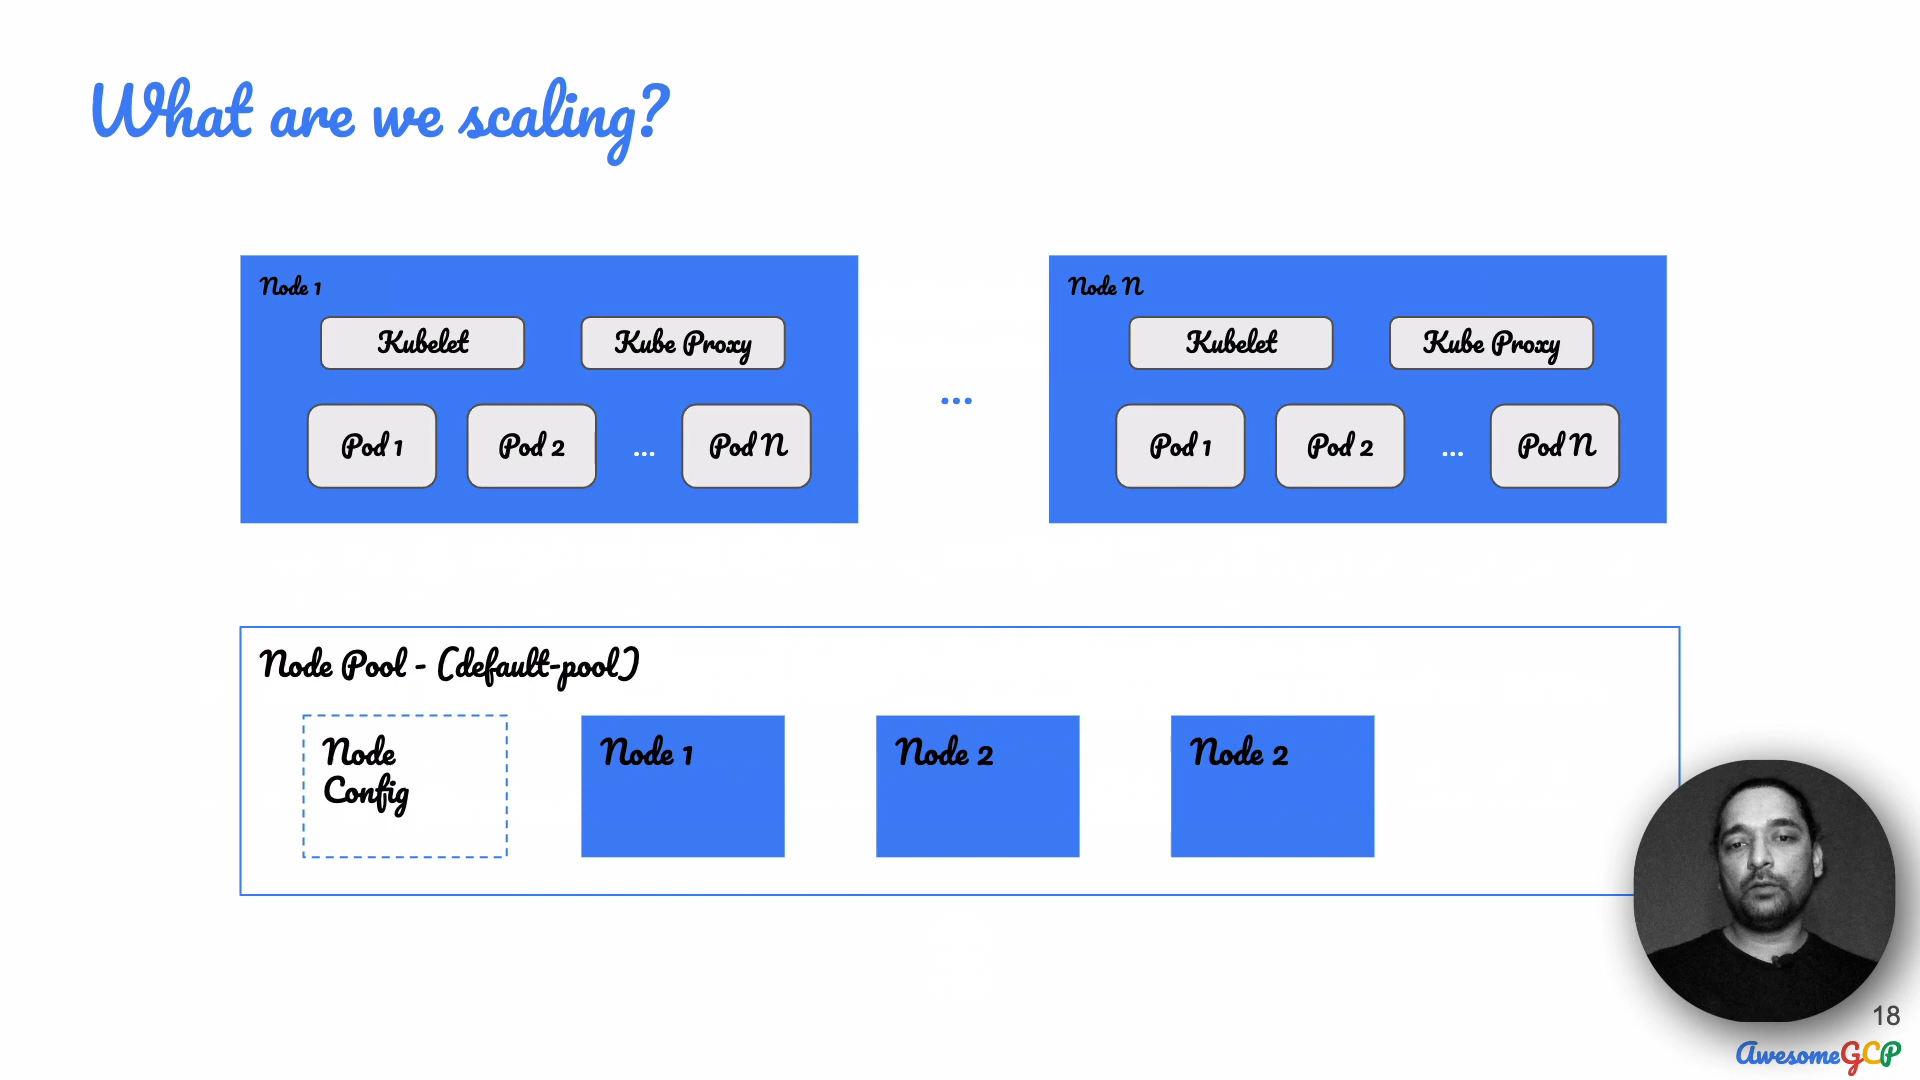 What are we scaling?
Node 1
Kubelet
Kube Proxy
Pod 1
Pod 2
...
Pod N
...
Node N
Kubelet
Kube Proxy
Pod 1
Pod 2
...
Pod N
Node Pool - (default-pool)
Node
Config
Node 1
Node 2
Node 2
18
AwesomeGCP